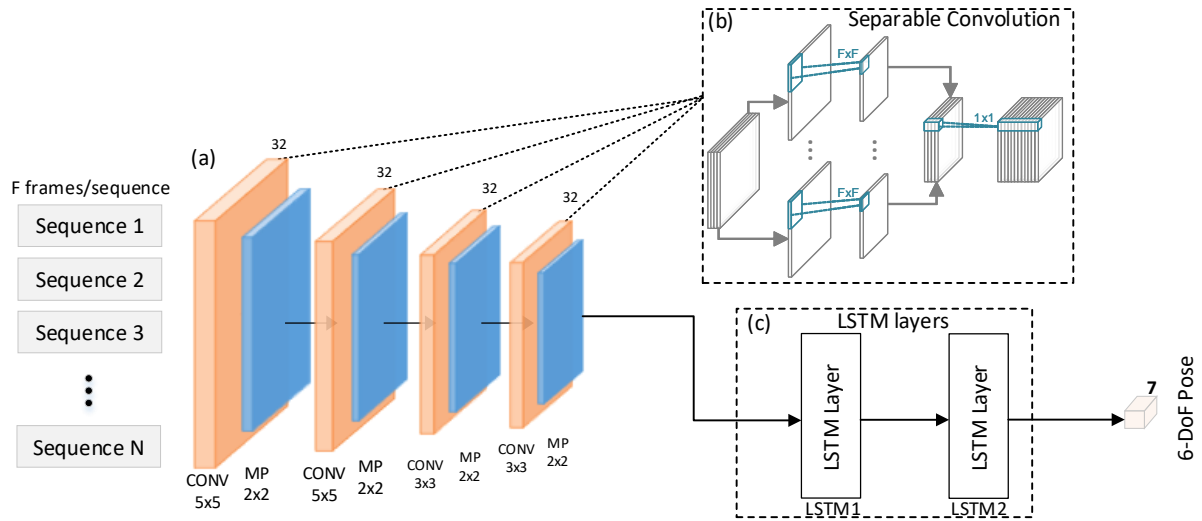 (a)
F frames/sequence
Sequence 1
Sequence 2
Sequence 3
Sequence N
32
32
32
32
CONV
5x5
MP
2x2
CONV
5x5
MP
2x2
CONV
3x3
MP
2x2
CONV
3x3
MP
2x2
(b)
Separable Convolution
FxF
FxF
1x1
(c)
LSTM layers
LSTM Layer
LSTM1
LSTM Layer
LSTM2
7
6-DoF Pose